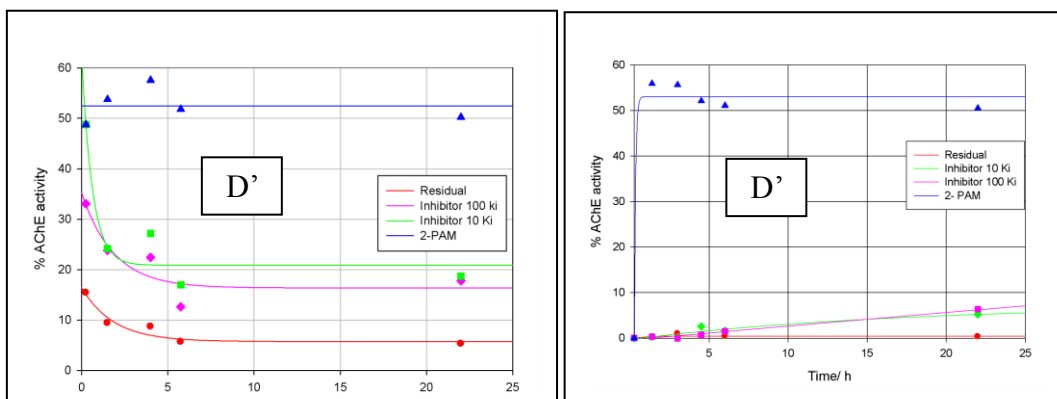 60
50
40
30
20
10
0
% AChE activity
D’
Residual
Inhibitor 100 ki
Inhibitor 10 Ki
2-PAM
0 5 10 15 20 25
60
50
40
30
20
10
0
% AChE activity
D’
Residual
Inhibitor 10 Ki
Inhibitor 100 Ki
2- PAM
5 10 15 20 25
Time/ h